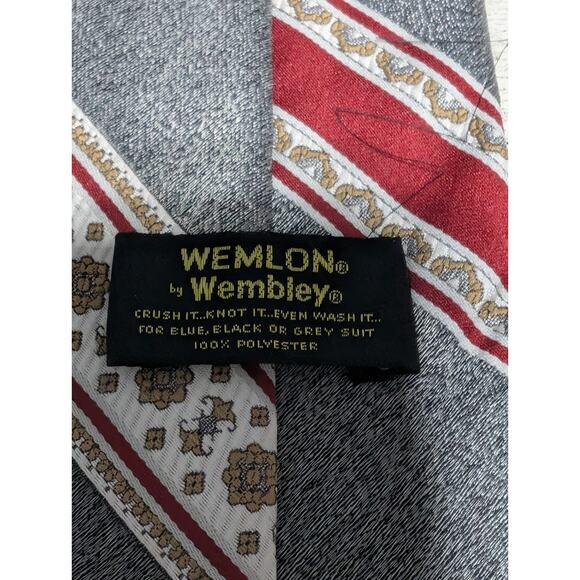 WEMLON®
by Wembley®
CRUSH IT...KNOT IT...EVEN WASH IT...
FOR BLUE, BLACK OR GREY SUIT
100% POLYESTER